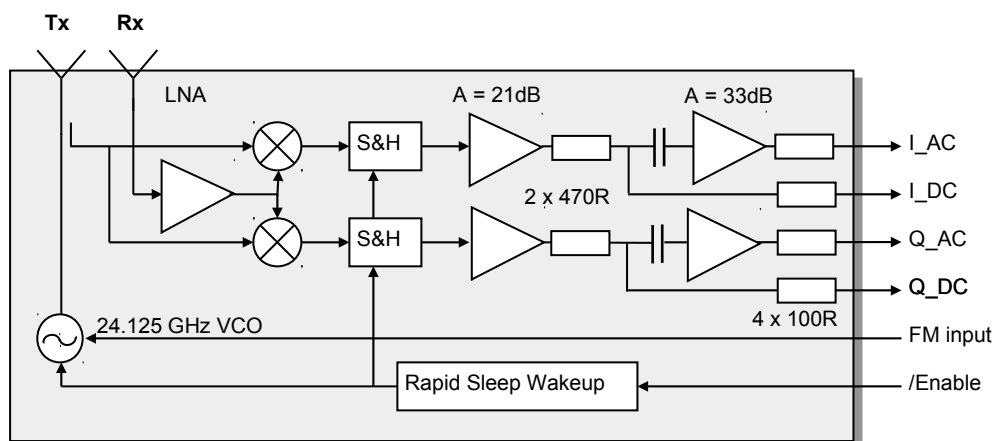 Tx Rx
LNA
A = 21dB
A = 33dB
S&H
I_AC
I_DC
2 x 470R
S&H
Q_AC
Q_DC
4 x 100R
24.125 GHz VCO
FM input
Rapid Sleep Wakeup
/Enable